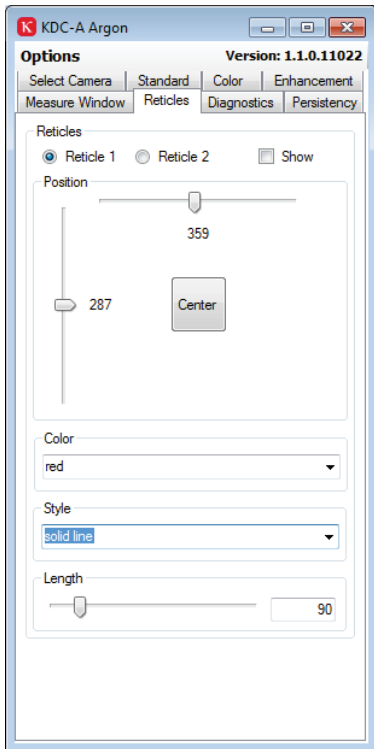 K KDC-A Argon
Options Version: 1.1.0.11022
Select Camera Standard Color Enhancement
Measure Window Reticles Diagnostics Persistency
Reticles
Reticle 1 Reticle 2 Show
Position
359
287 Center
Color
red
Style
solid line
Length
90